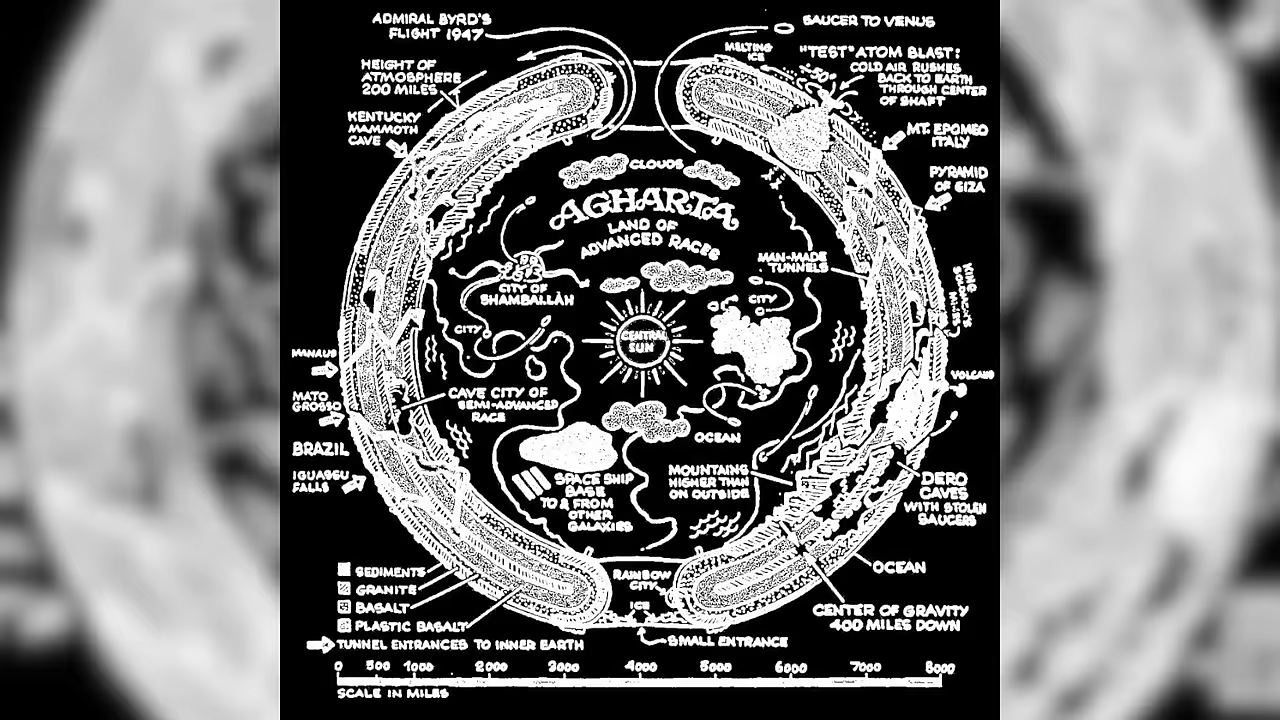 ADMIRAL BYRD'S
FLIGHT 1947
SAUCER TO VENUS
MELTING
ICE
"TEST" ATOM BLAST:
COLD AIR RUSHES
BACK TO EARTH
THROUGH CENTER
OF SHAFT
-50°
HEIGHT OF
ATMOSPHERE
200 MILES
KENTUCKY
MAMMOTH
CAVE
MT. EPOMEO
ITALY
PYRAMID
OF GIZA
CLOUDS
AGHARTA
LAND OF
ADVANCED RACES
MAN-MADE
TUNNELS
CITY OF
SHAMBALLAH
CITY
CITY
CENTRAL
SUN
KING
MANAUS
MATO
GROSSO
BRAZIL
IGUASSU
FALLS
VOLCANO
CAVE CITY OF
SEMI-ADVANCED
RACE
OCEAN
SPACE SHIP
BASE
TO & FROM
OTHER
GALAXIES
MOUNTAINS
HIGHER THAN
ON OUTSIDE
DERO
CAVES
WITH STOLEN
SAUCERS
OCEAN
SEDIMENTS
GRANITE
BASALT
PLASTIC BASALT
RAINBOW
CITY
ICE
CENTER OF GRAVITY
400 MILES DOWN
TUNNEL ENTRANCES TO INNER EARTH
SMALL ENTRANCE
0 500 1000 2000 3000 4000 5000 6000 7000 8000
SCALE IN MILES